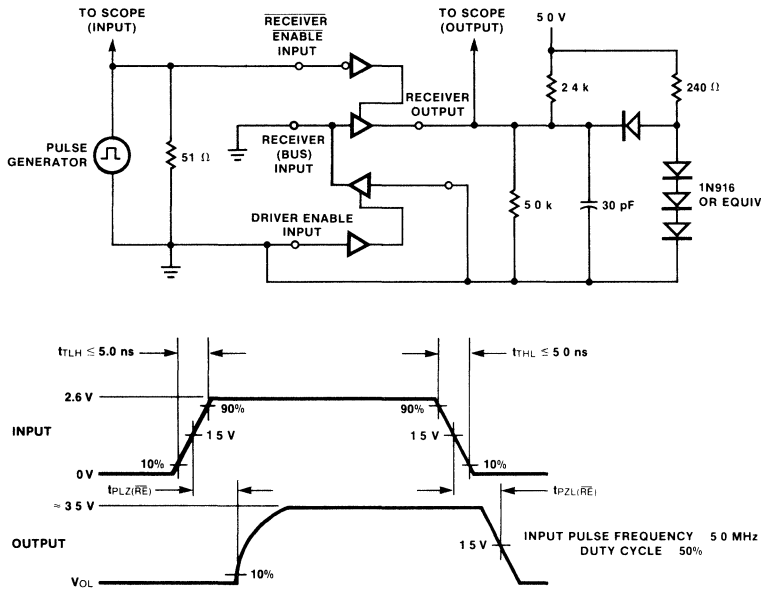 TO SCOPE
(INPUT)
RECEIVER
ENABLE
INPUT
TO SCOPE
(OUTPUT)
5 0 V
2 4 k
240 Ω
RECEIVER
OUTPUT
PULSE
GENERATOR
51 Ω
RECEIVER
(BUS)
INPUT
5 0 k
30 pF
1N916
OR EQUIV
DRIVER ENABLE
INPUT
tTLH ≤ 5.0 ns
tTHL ≤ 5 0 ns
2.6 V
90%
90%
INPUT
1 5 V
1 5 V
10%
10%
0 V
tPLZ(RE)
tPZL(RE)
≈ 3 5 V
OUTPUT
1 5 V
INPUT PULSE FREQUENCY 5 0 MHz
DUTY CYCLE 50%
10%
VOL